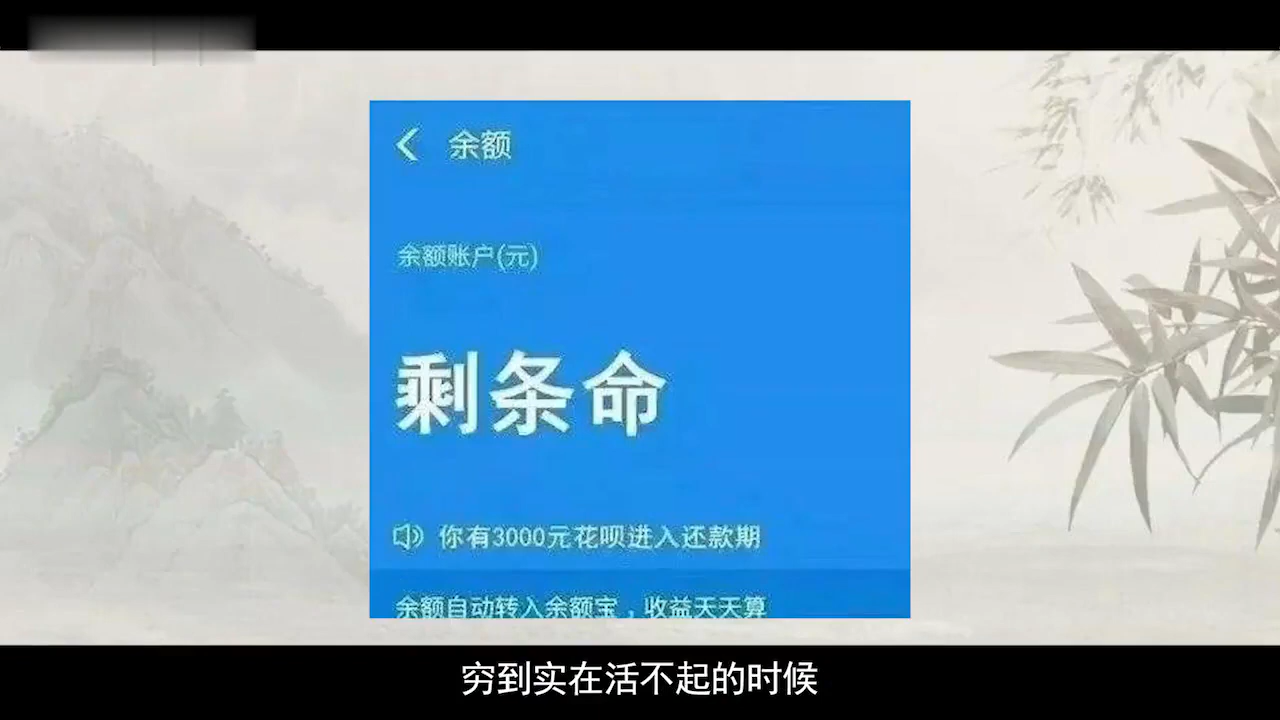 余额
余额账户(元)
剩条命
你有3000元花呗进入还款期
余额自动转入余额宝，收益天天算
穷到实在活不起的时候